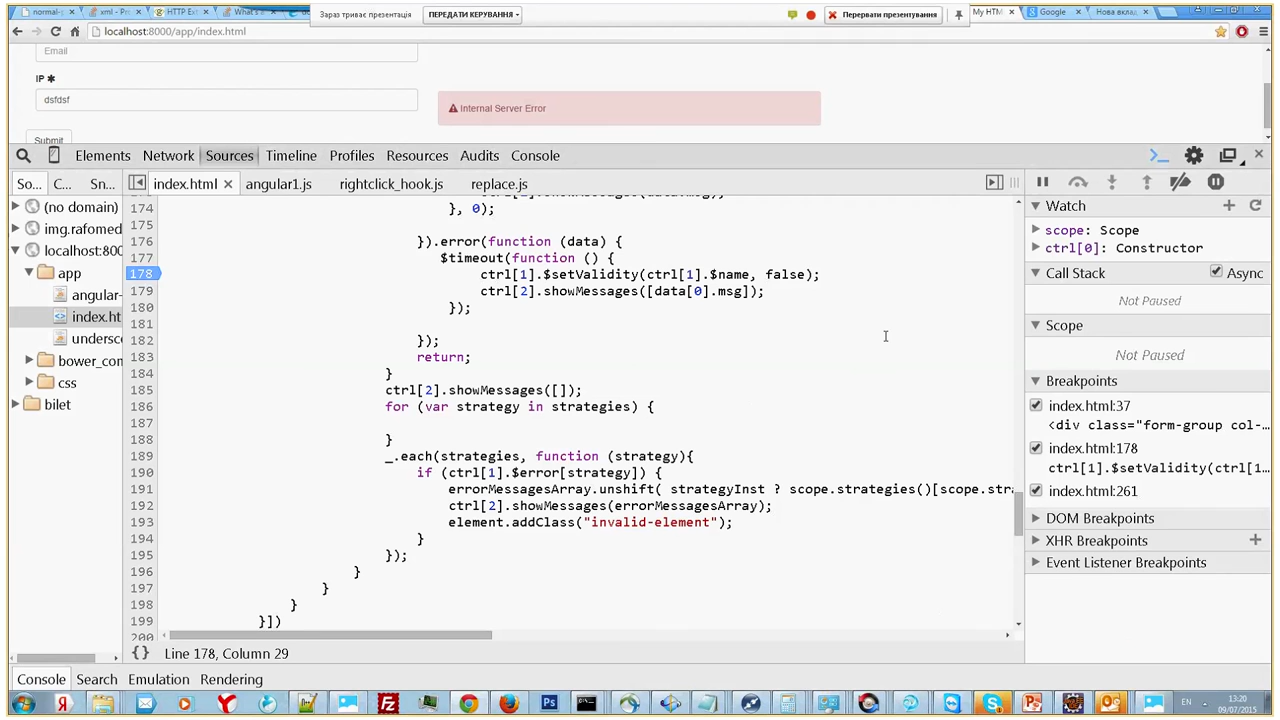 normal-p
xml - Pr
HTTP Ex
What's
Зараз триває презентація
ПЕРЕДАТИ КЕРУВАННЯ
Перервати презентування
My HTM
Google
Нова вклад
localhost:8000/app/index.html
Email
IP ✱
dsfdsf
Internal Server Error
Submit
Elements Network Sources Timeline Profiles Resources Audits Console
So... C... Sn...
index.html × angular1.js rightclick_hook.js replace.js
(no domain)
img.rafomed
localhost:800
app
angular-
index.ht
undersc
bower_com
css
bilet
174 }, 0);
175
176 }).error(function (data) {
177 $timeout(function () {
178 ctrl[1].$setValidity(ctrl[1].$name, false);
179 ctrl[2].showMessages([data[0].msg]);
180 });
181
182 });
183 return;
184 }
185 ctrl[2].showMessages([]);
186 for (var strategy in strategies) {
187
188 }
189 _.each(strategies, function (strategy){
190 if (ctrl[1].$error[strategy]) {
191 errorMessagesArray.unshift( strategyInst ? scope.strategies()[scope.str
192 ctrl[2].showMessages(errorMessagesArray);
193 element.addClass("invalid-element");
194 }
195 });
196 }
197 }
198 }
199 }])
200
{} Line 178, Column 29
Watch
scope: Scope
ctrl[0]: Constructor
Call Stack Async
Not Paused
Scope
Not Paused
Breakpoints
index.html:37
<div class="form-group col-…
index.html:178
ctrl[1].$setValidity(ctrl[1…
index.html:261
DOM Breakpoints
XHR Breakpoints
Event Listener Breakpoints
Console Search Emulation Rendering
EN
13:20
09/07/2015